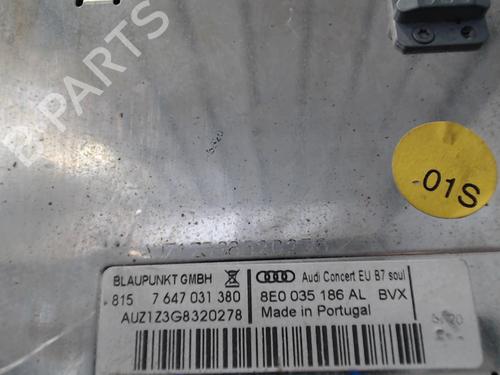 B-PARTS
01S
BLAUPUNKT GMBH
Audi Concert EU B7 soul
815 7 647 031 380
8E0 035 186 AL BVX
AUZ1Z3G8320278
Made in Portugal